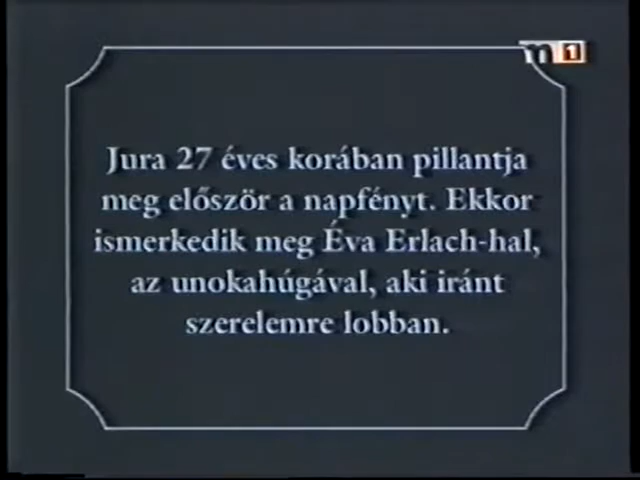 m1
Jura 27 éves korában pillantja
meg először a napfényt. Ekkor
ismerkedik meg Éva Erlach-hal,
az unokahúgával, aki iránt
szerelemre lobban.